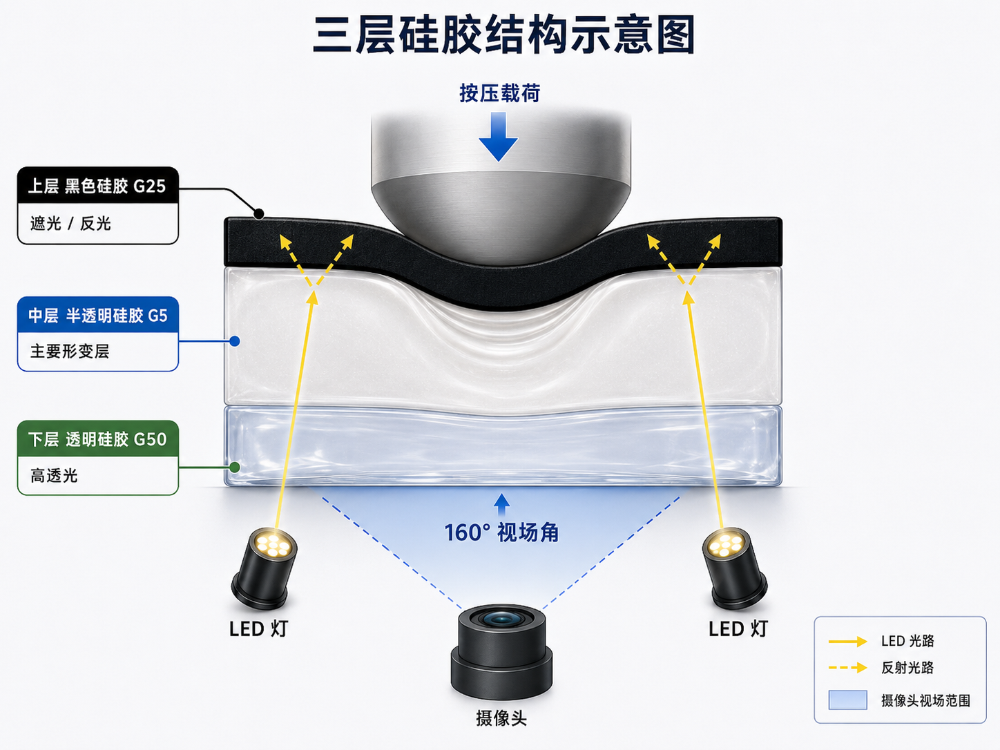 三层硅胶结构示意图
按压载荷
上层 黑色硅胶 G25
遮光 / 反光
中层 半透明硅胶 G5
主要形变层
下层 透明硅胶 G50
高透光
160° 视场角
LED 灯
LED 灯
摄像头
LED 光路
反射光路
摄像头视场范围